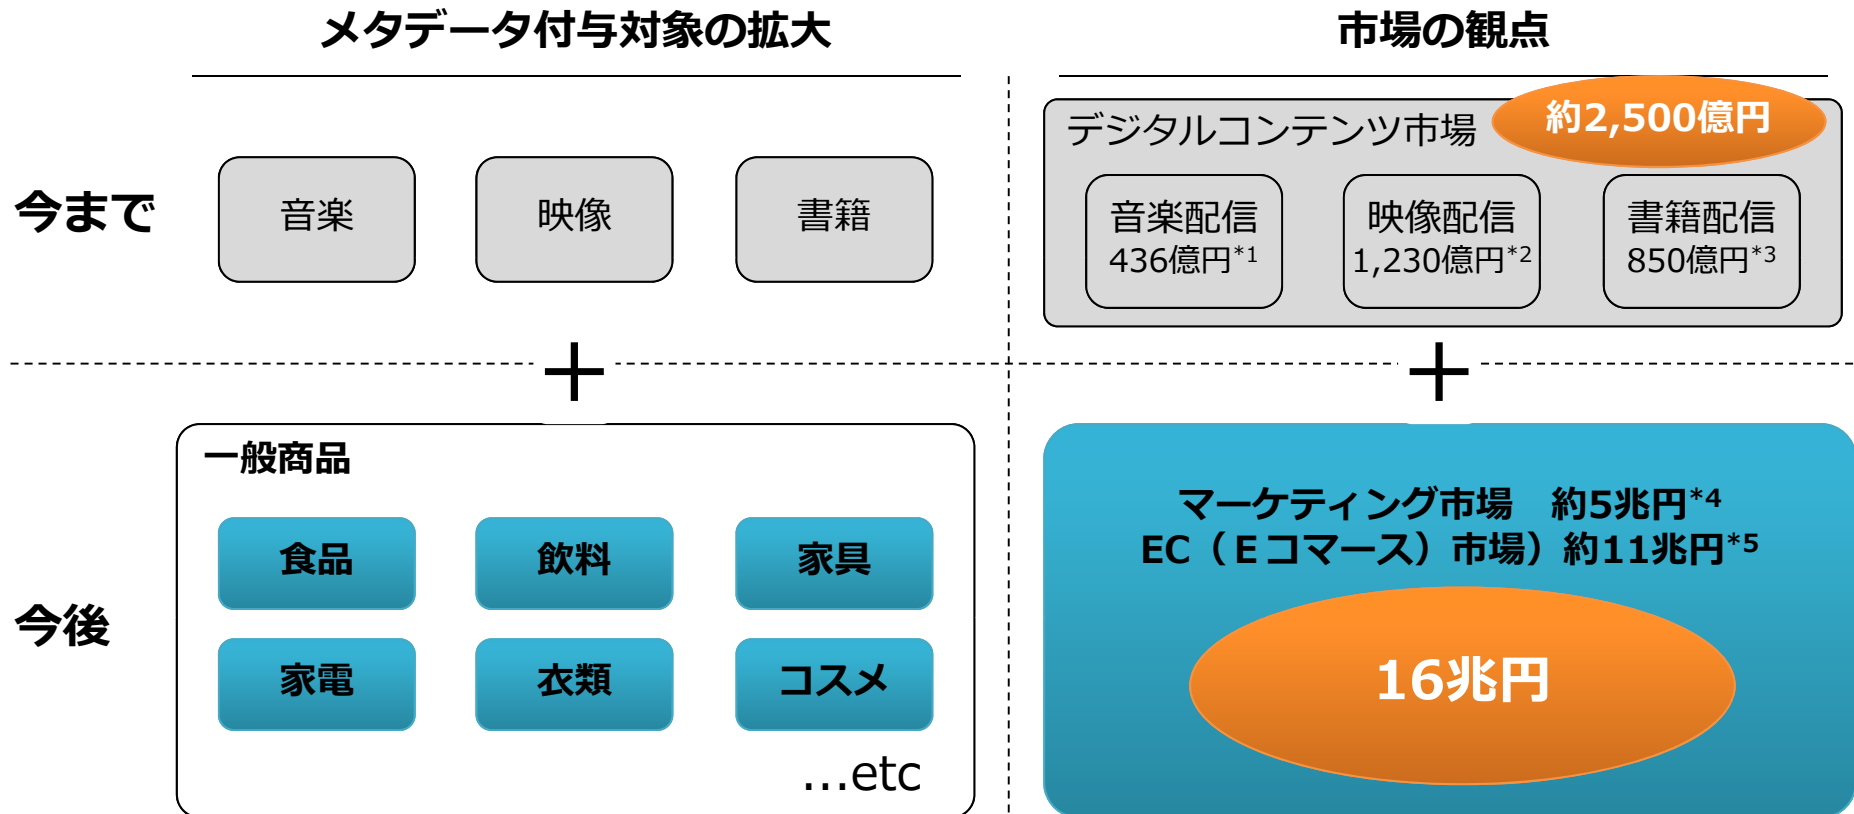 メタデータ付与対象の拡大
市場の観点
今まで
音楽
映像
書籍
デジタルコンテンツ市場
約2,500億円
音楽配信
436億円*1
映像配信
1,230億円*2
書籍配信
850億円*3
+
+
今後
一般商品
食品
飲料
家具
家電
衣類
コスメ
...etc
マーケティング市場　約5兆円*4
EC（Ｅコマース）市場）約11兆円*5
16兆円